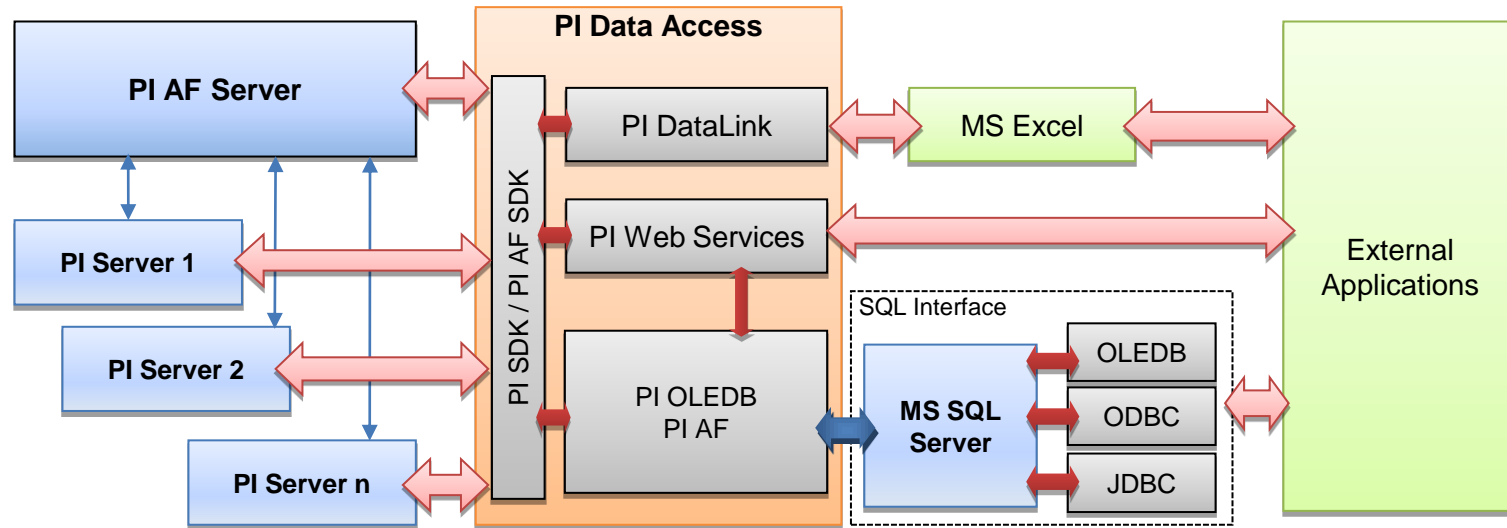 PI Data Access
PI AF Server
PI DataLink
MS Excel
PI SDK / PI AF SDK
PI Server 1
PI Web Services
External
Applications
SQL Interface
PI Server 2
PI OLEDB
PI AF
MS SQL
Server
OLEDB
ODBC
JDBC
PI Server n